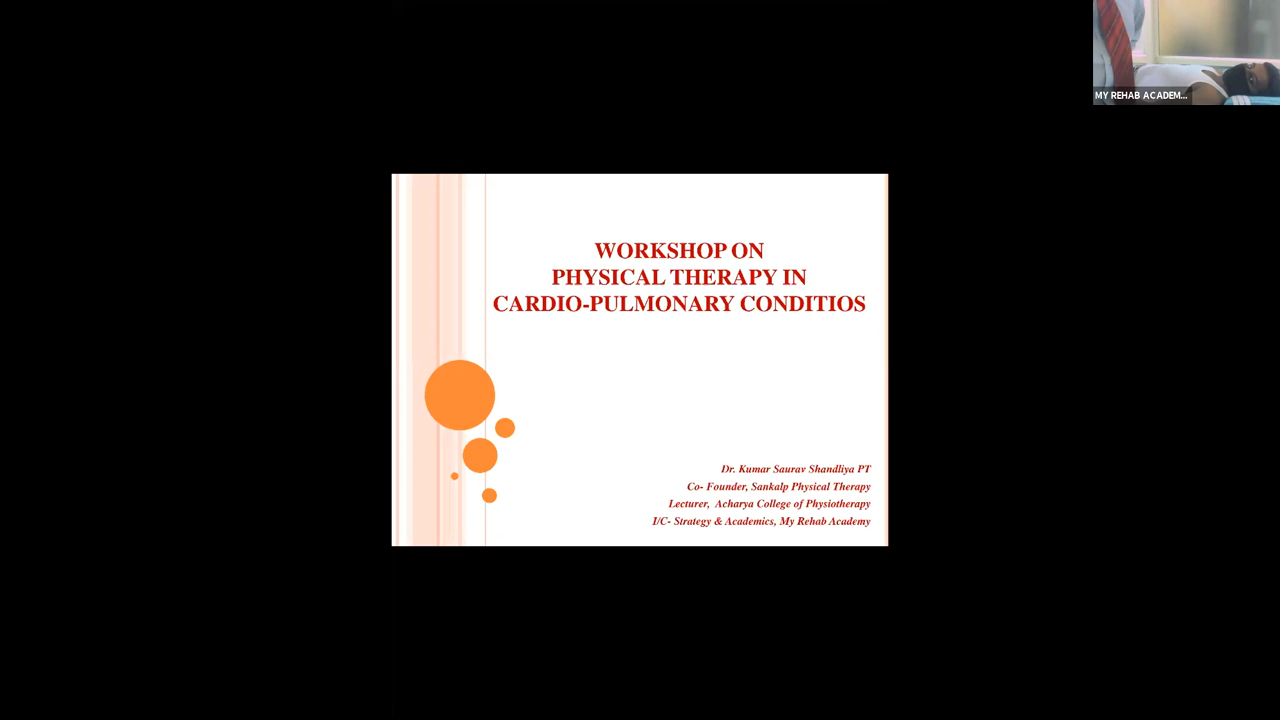 MY REHAB ACADEM...
WORKSHOP ON
PHYSICAL THERAPY IN
CARDIO-PULMONARY CONDITIOS
Dr. Kumar Saurav Shandliya PT
Co- Founder, Sankalp Physical Therapy
Lecturer, Acharya College of Physiotherapy
I/C- Strategy & Academics, My Rehab Academy